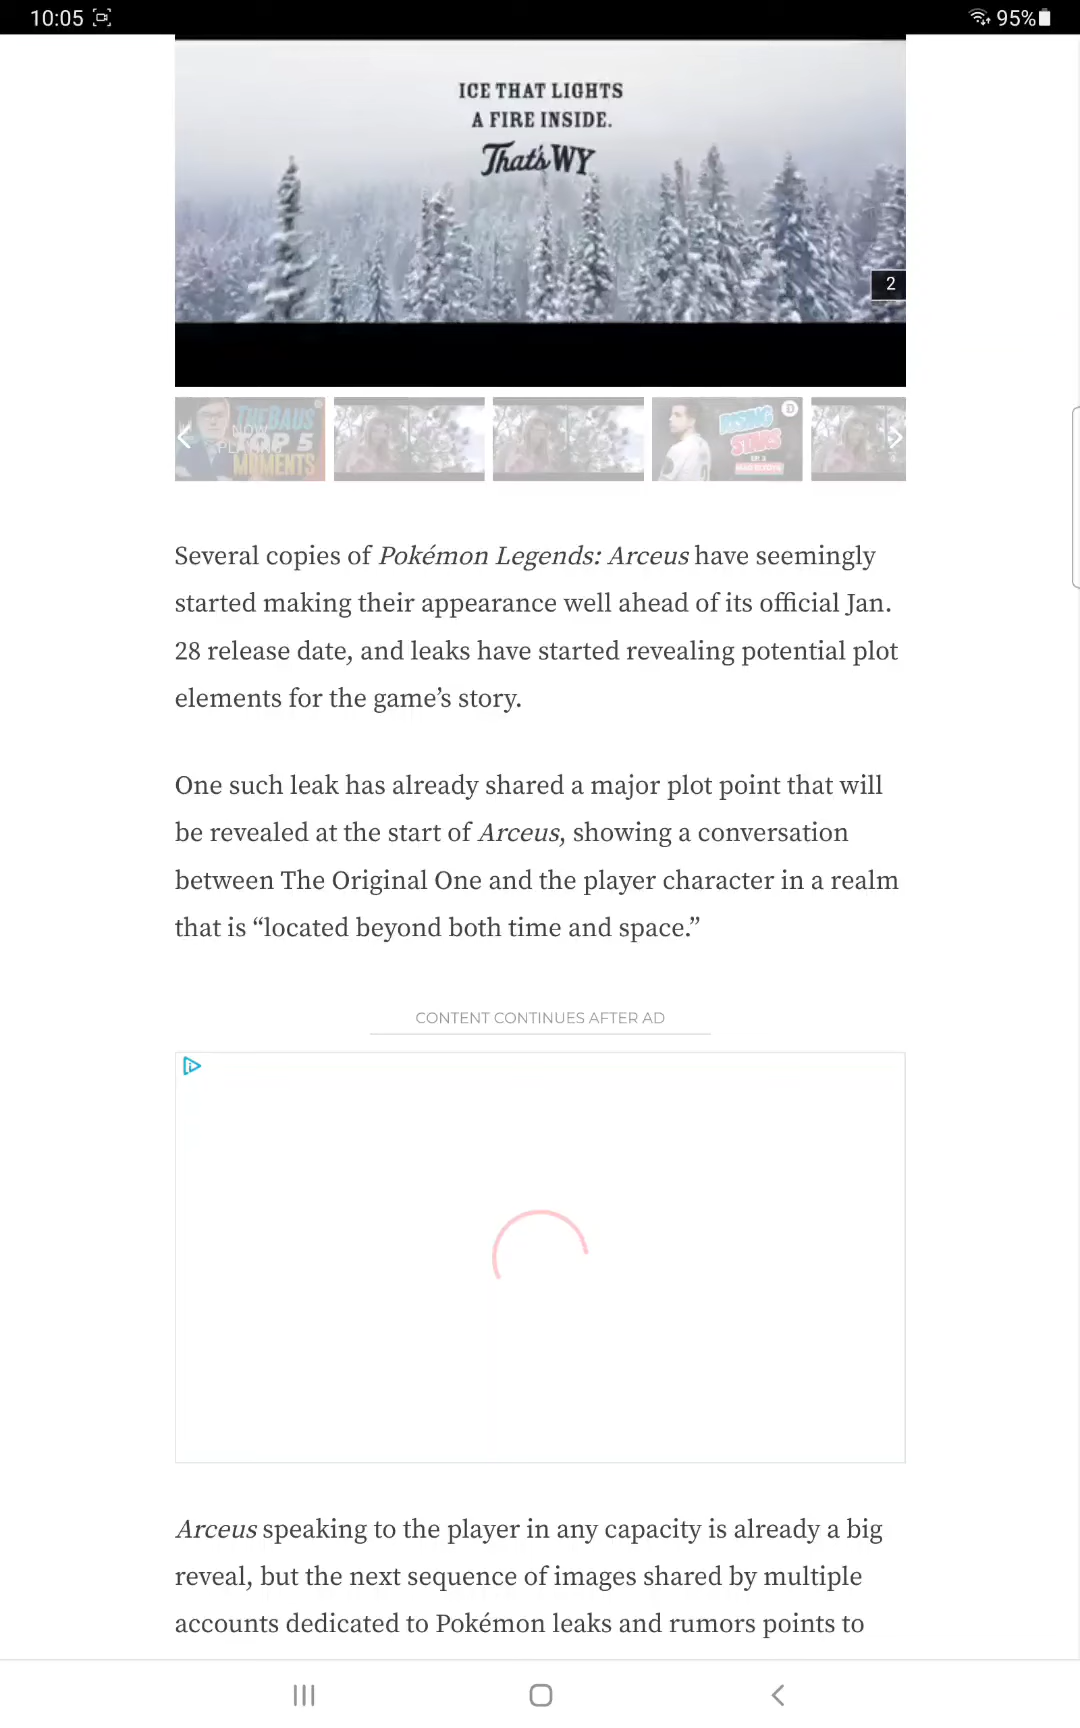 10:05
95%
ICE THAT LIGHTS
A FIRE INSIDE.
That's WY
2
THEBAUS
NOW
TOP 5
MOMENTS
RISING
STARS
EP. 3
D
Several copies of Pokémon Legends: Arceus have seemingly
started making their appearance well ahead of its official Jan.
28 release date, and leaks have started revealing potential plot
elements for the game’s story.
One such leak has already shared a major plot point that will
be revealed at the start of Arceus, showing a conversation
between The Original One and the player character in a realm
that is “located beyond both time and space.”
CONTENT CONTINUES AFTER AD
Arceus speaking to the player in any capacity is already a big
reveal, but the next sequence of images shared by multiple
accounts dedicated to Pokémon leaks and rumors points to